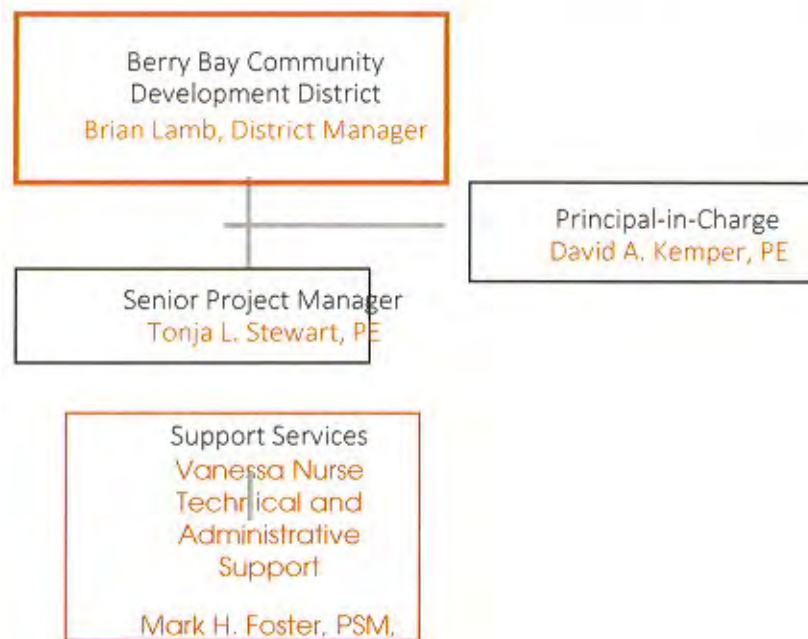 Berry Bay Community
Development District
Brian Lamb, District Manager
Principal-in-Charge
David A. Kemper, PE
Senior Project Manager
Tonja L. Stewart, PE
Support Services
Vanessa Nurse
Technical and
Administrative
Support
Mark H. Foster, PSM,